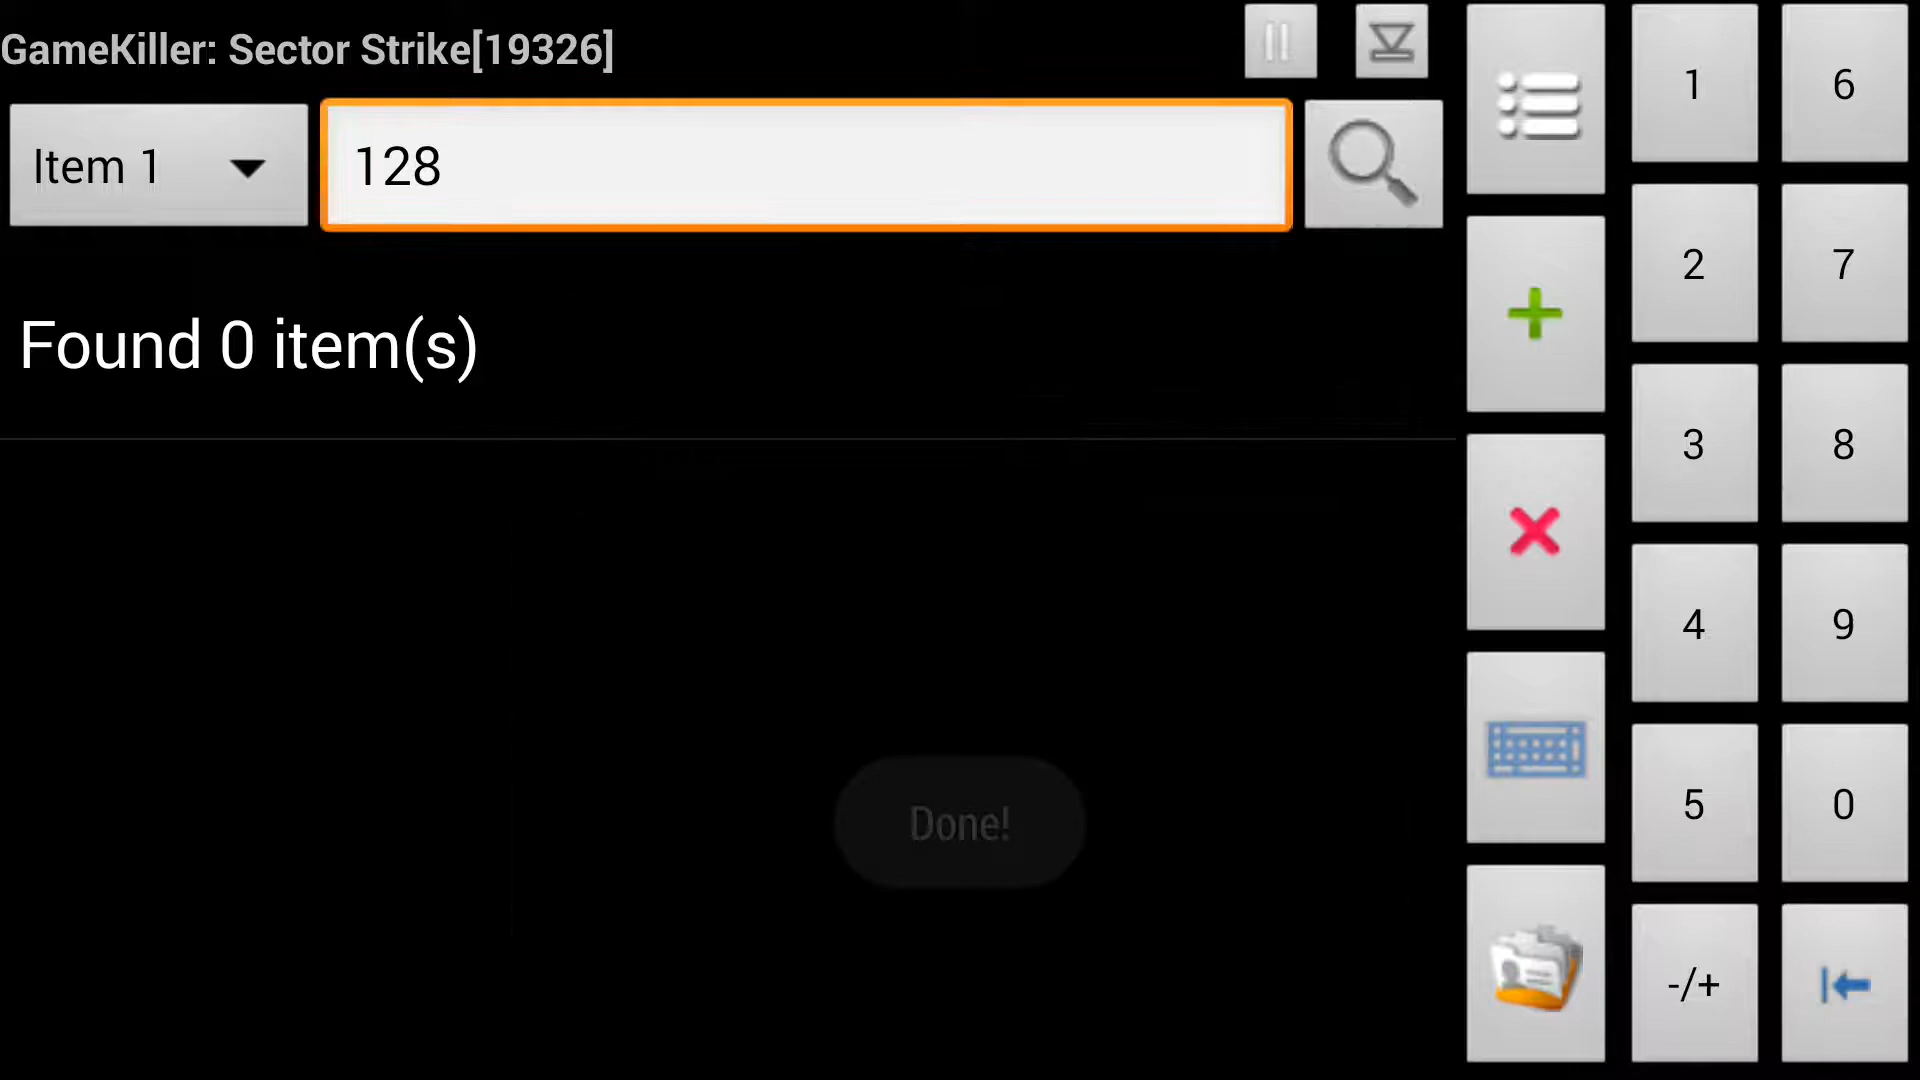 GameKiller: Sector Strike[19326]
Item 1
128
Found 0 item(s)
Done!
1 6
2 7
3 8
4 9
5 0
-/+